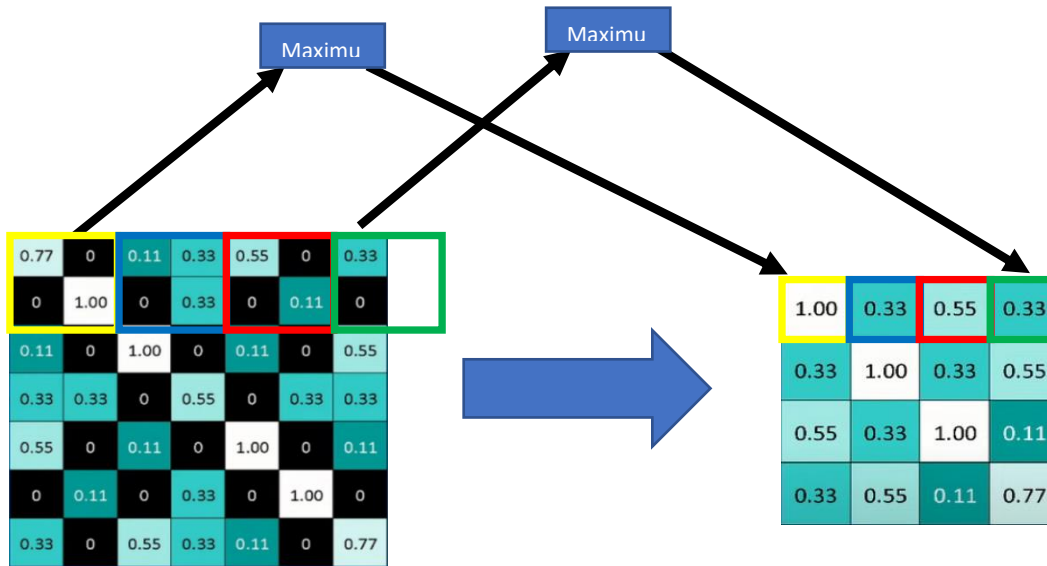 Maximu
Maximu
0.77 0 0.11 0.33 0.55 0 0.33
0 1.00 0 0.33 0 0.11 0
0.11 0 1.00 0 0.11 0 0.55
0.33 0.33 0 0.55 0 0.33 0.33
0.55 0 0.11 0 1.00 0 0.11
0 0.11 0 0.33 0 1.00 0
0.33 0 0.55 0.33 0.11 0 0.77
1.00 0.33 0.55 0.33
0.33 1.00 0.33 0.55
0.55 0.33 1.00 0.11
0.33 0.55 0.11 0.77